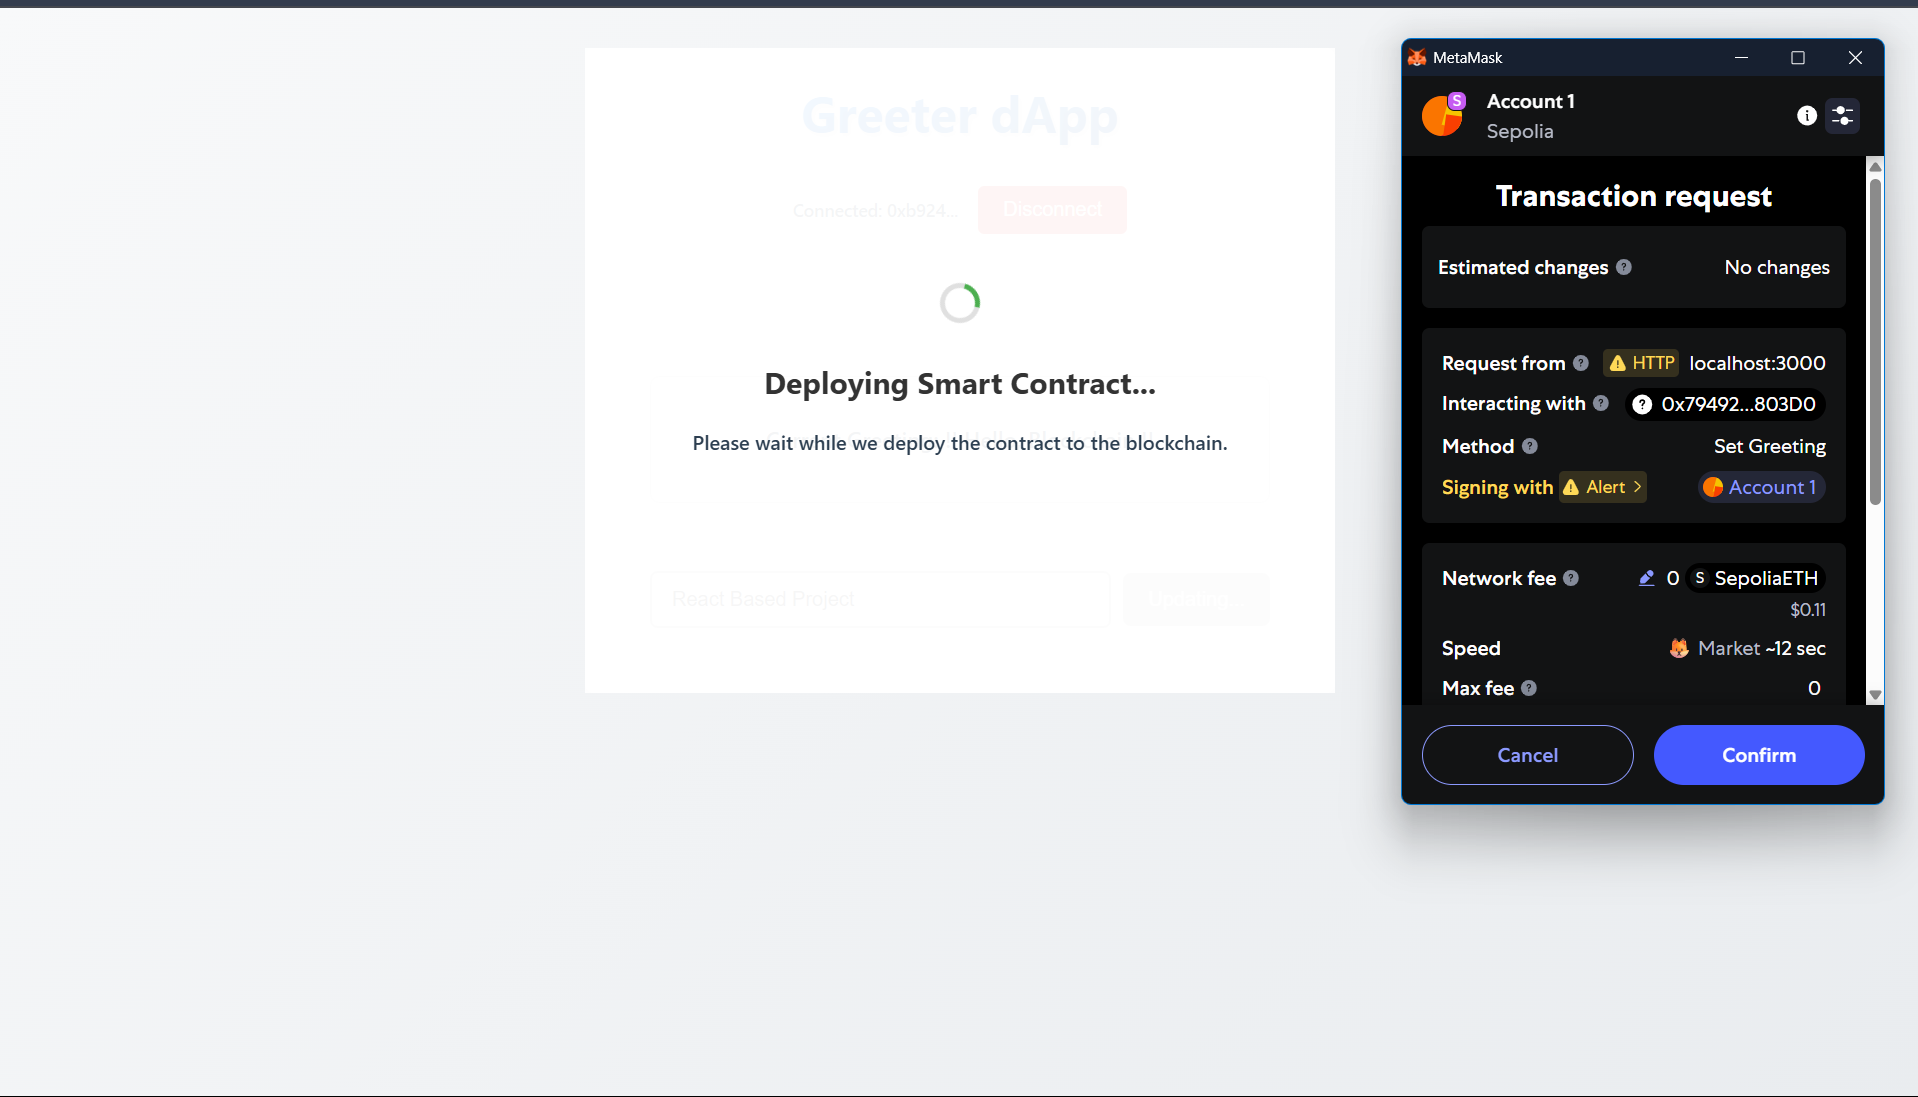 Greeter dApp
Connected: 0xb924... Disconnect
Deploying Smart Contract...
Please wait while we deploy the contract to the blockchain.
React Based Project Updating...
MetaMask
S
Account 1
Sepolia
Transaction request
Estimated changes ? No changes
Request from ? HTTP localhost:3000
Interacting with ? ? 0x79492...803D0
Method ? Set Greeting
Signing with Alert > Account 1
Network fee ? 0 S SepoliaETH
$0.11
Speed Market ~12 sec
Max fee ? 0
Cancel Confirm